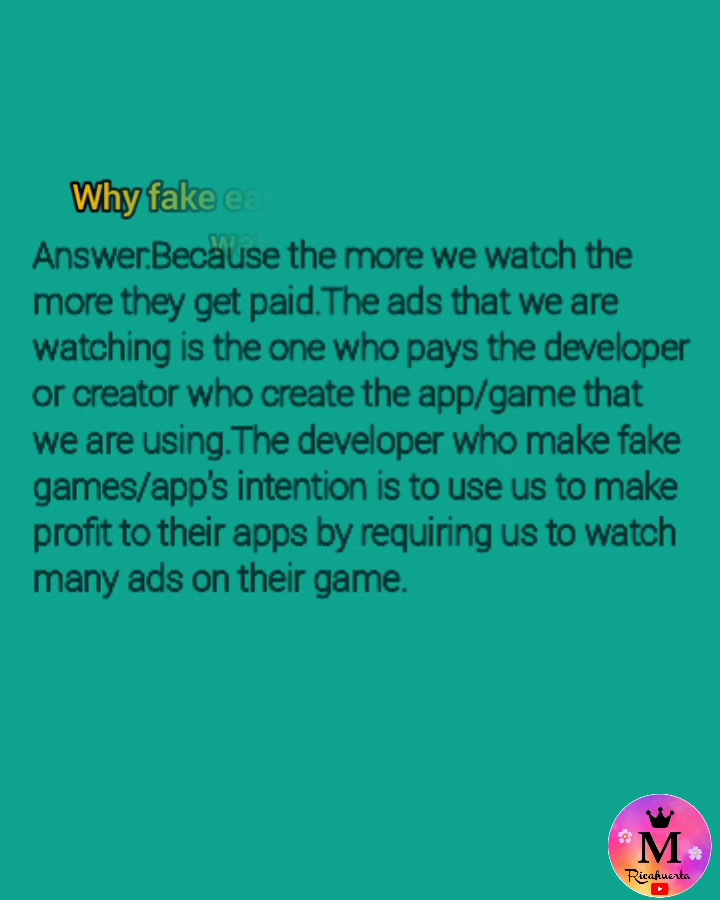 Why fake
Answer:Because the more we watch the
more they get paid.The ads that we are
watching is the one who pays the developer
or creator who create the app/game that
we are using.The developer who make fake
games/app's intention is to use us to make
profit to their apps by requiring us to watch
many ads on their game.
M
Ricahuerta